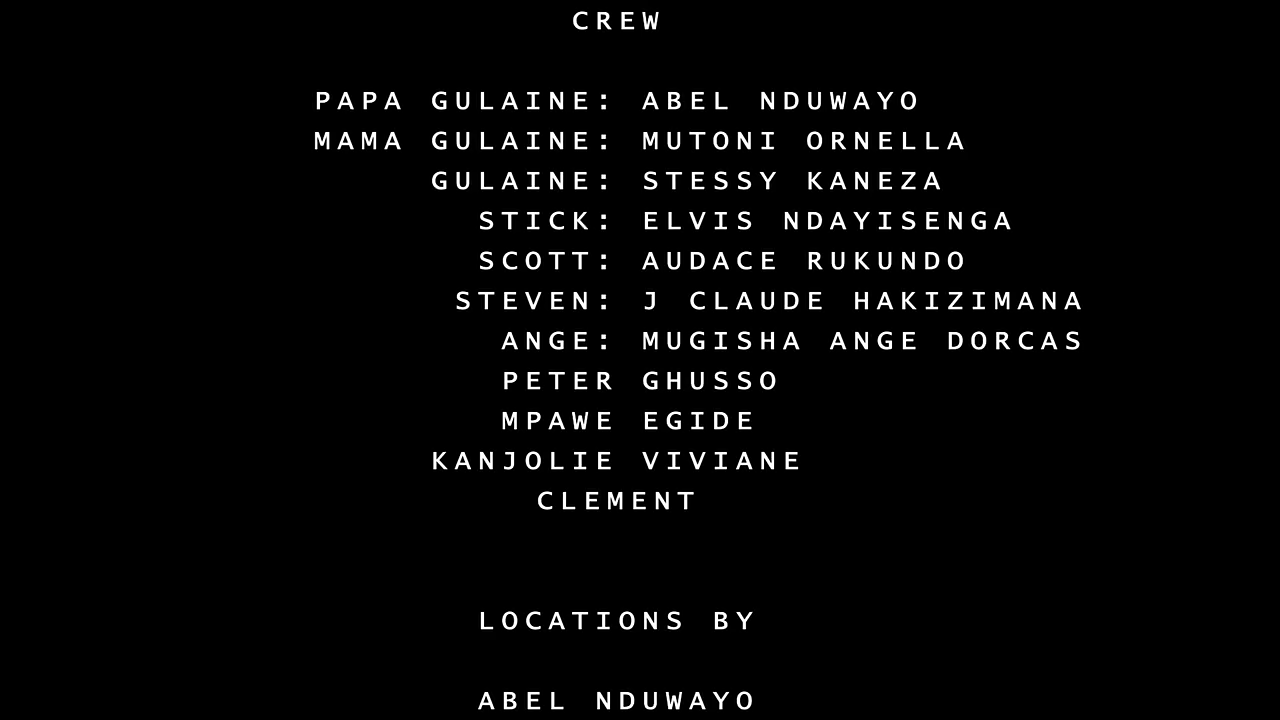 CREW
PAPA GULAINE: ABEL NDUWAYO
MAMA GULAINE: MUTONI ORNELLA
GULAINE: STESSY KANEZA
STICK: ELVIS NDAYISENGA
SCOTT: AUDACE RUKUNDO
STEVEN: J CLAUDE HAKIZIMANA
ANGE: MUGISHA ANGE DORCAS
PETER GHUSSO
MPAWE EGIDE
KANJOLIE VIVIANE
CLEMENT
LOCATIONS BY
ABEL NDUWAYO